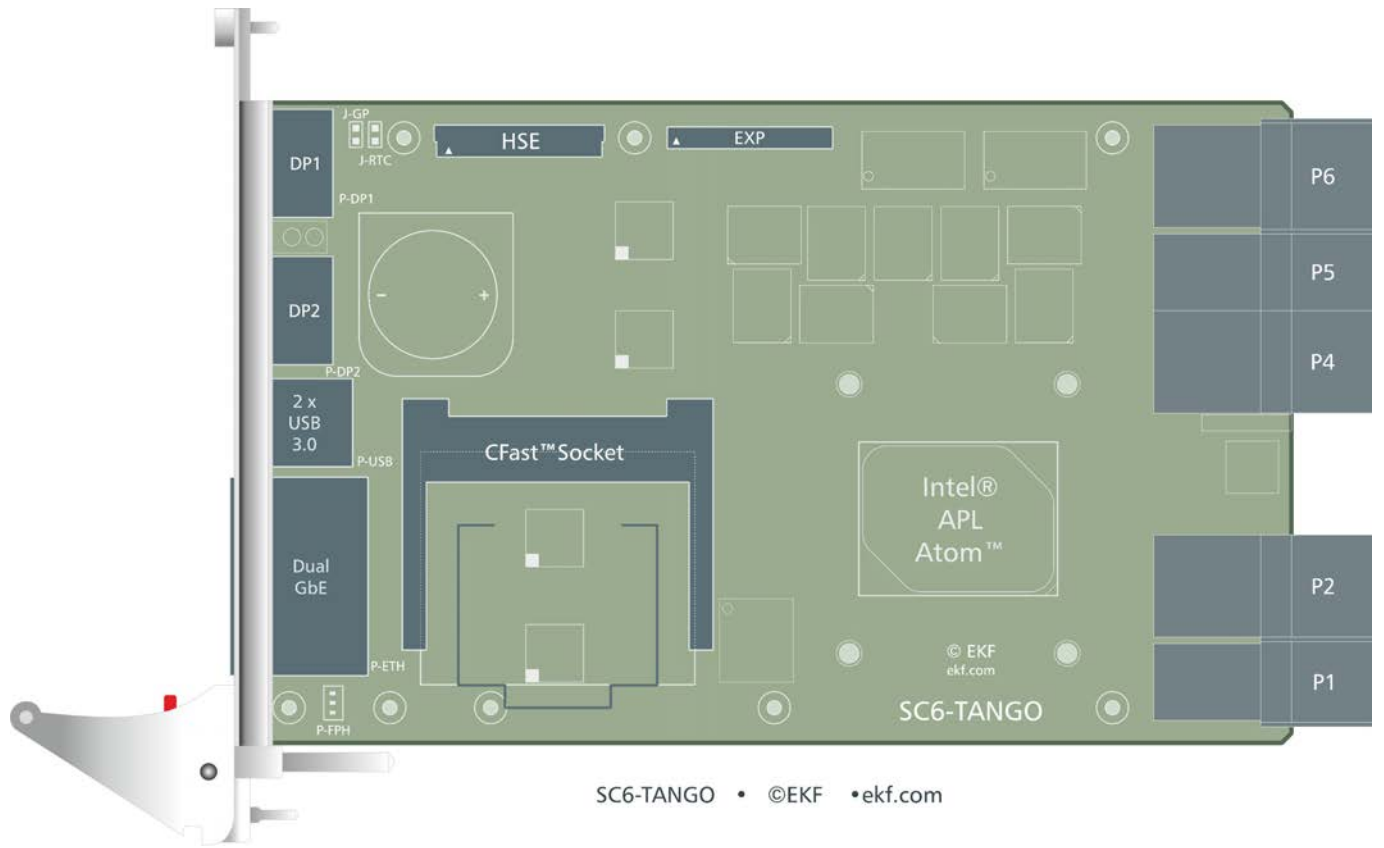 J-GP
J-RTC
HSE
EXP
DP1
P-DP1
P6
DP2
− +
P5
P-DP2
P4
2 x
USB
3.0
P-USB
CFast™Socket
Intel®
APL
Atom™
Dual
GbE
P2
P-ETH
© EKF
ekf.com
P1
SC6-TANGO
P-FPH
SC6-TANGO • ©EKF •ekf.com